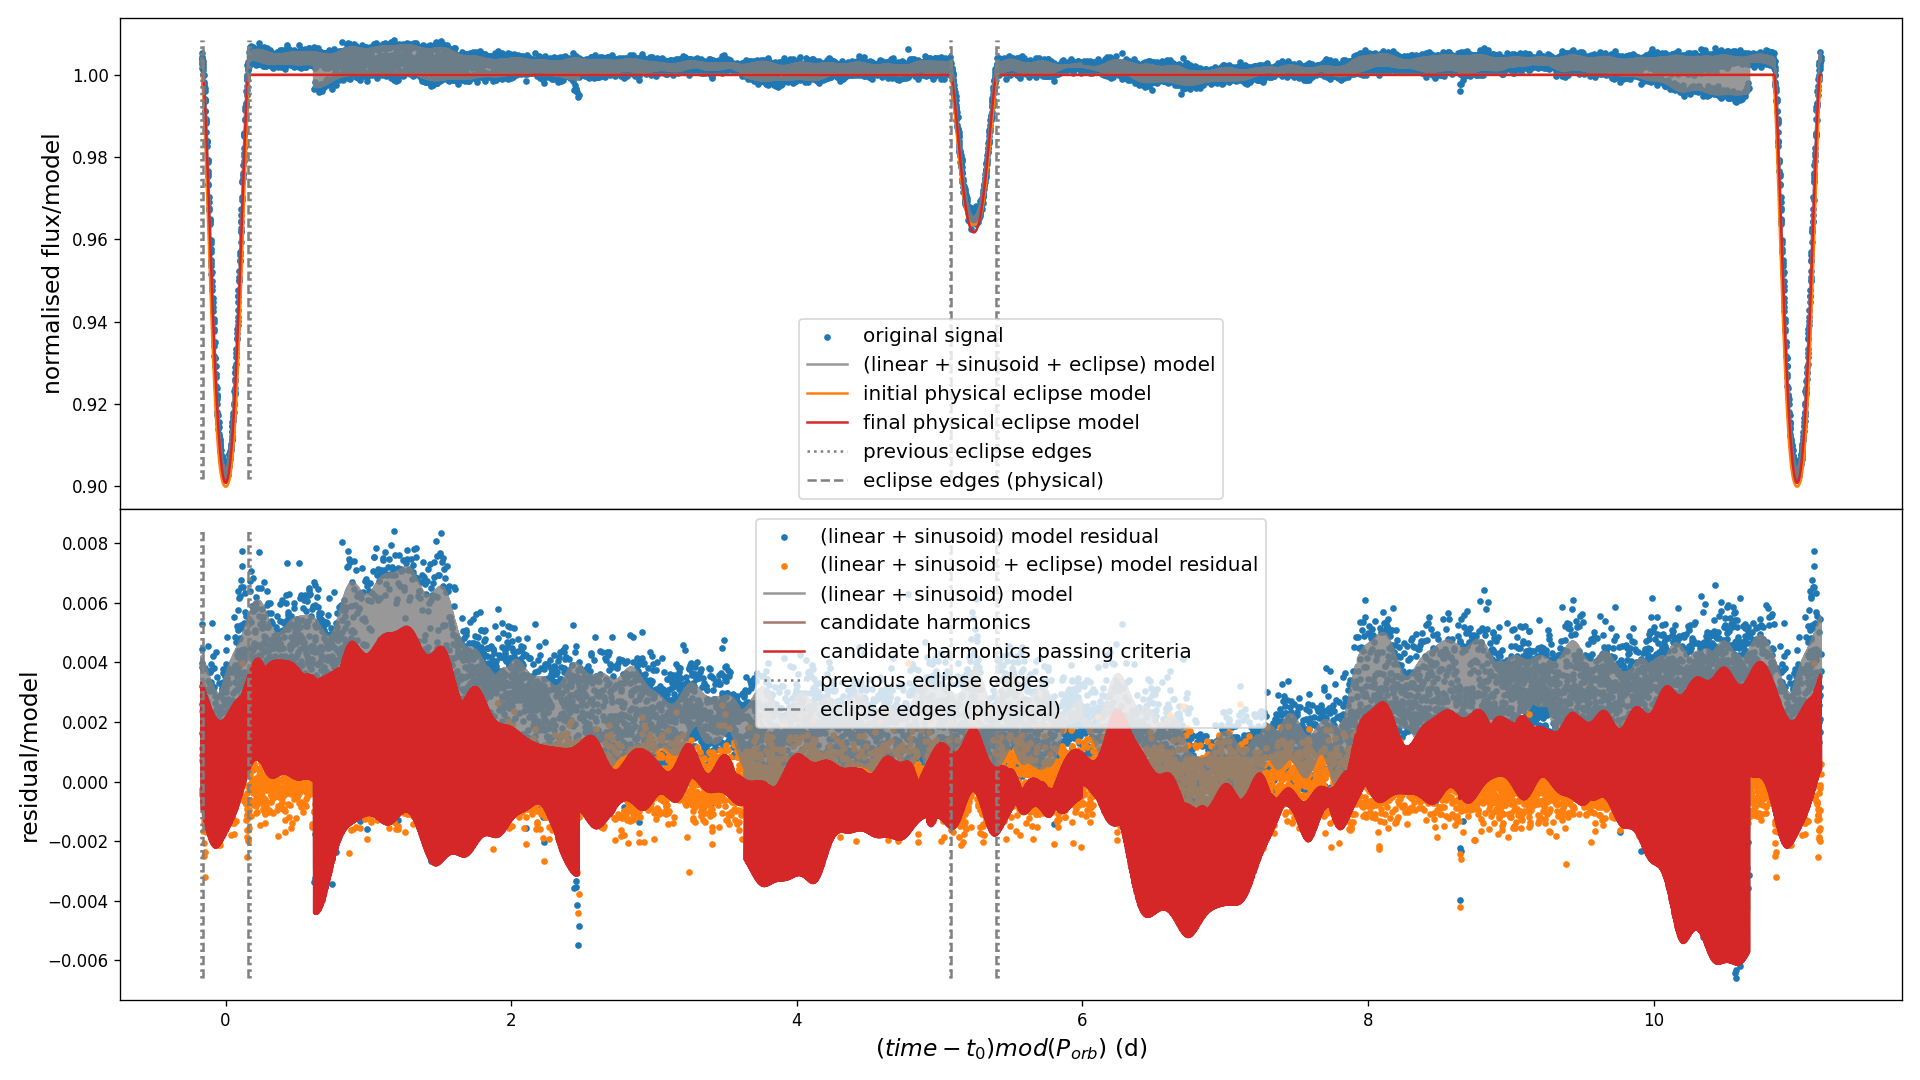 normalised flux/model
1.00
0.98
0.96
0.94
0.92
0.90
original signal
(linear + sinusoid + eclipse) model
initial physical eclipse model
final physical eclipse model
previous eclipse edges
eclipse edges (physical)
residual/model
0.008
0.006
0.004
0.002
0.000
−0.002
−0.004
−0.006
(linear + sinusoid) model residual
(linear + sinusoid + eclipse) model residual
(linear + sinusoid) model
candidate harmonics
candidate harmonics passing criteria
previous eclipse edges
eclipse edges (physical)
0
2
4
6
8
10
(time − t₀)mod(Pₒᵣb) (d)